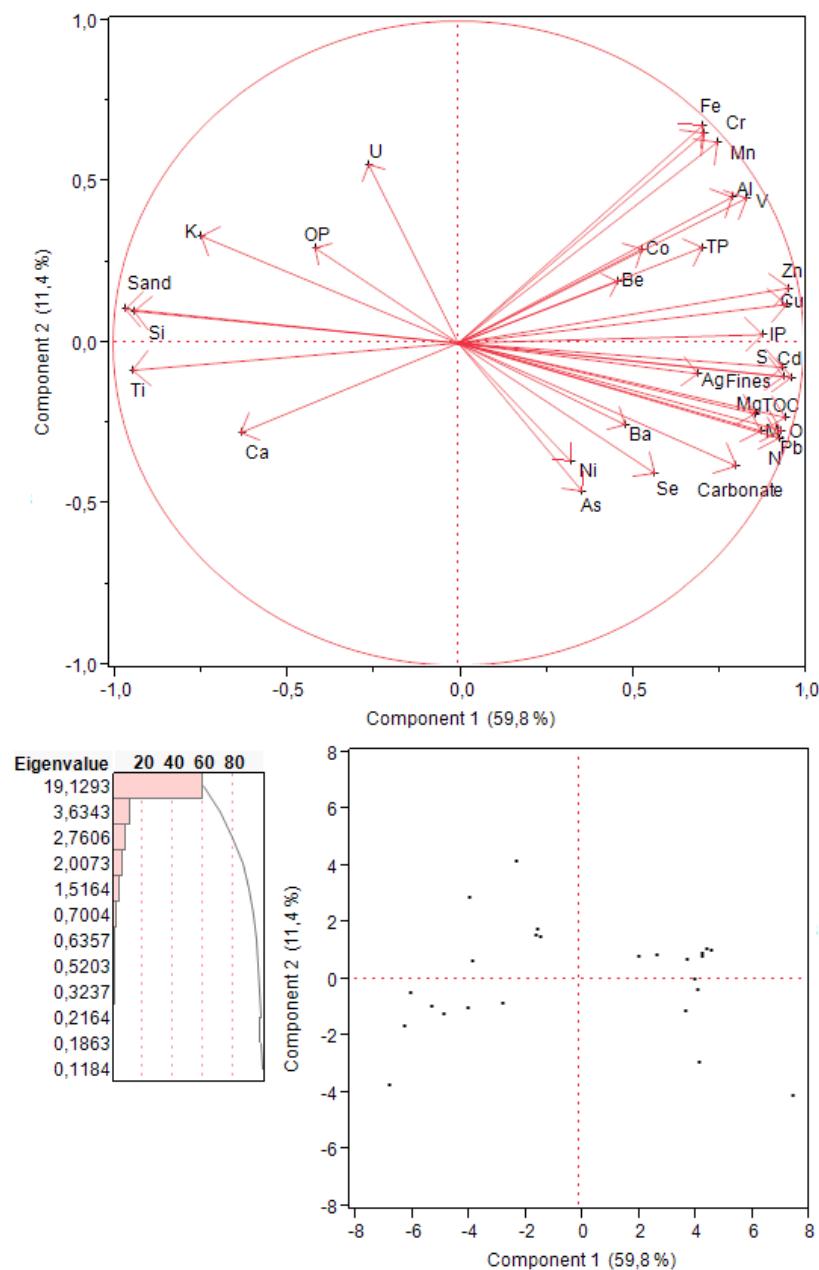 1,0
Fe
Cr
Mn
U
0,5
Al
V
K
OP
Co
TP
Be
Zn
Sand
Cu
Si
IP
0,0
S
Cd
Ti
Ag
Fines
Mg
TOC
Ba
M
O
Ca
Pb
Ni
N
Se
Carbonate
-0,5
As
Component 2 (11,4 %)
-1,0
-1,0
-0,5
0,0
0,5
1,0
Component 1 (59,8 %)
Eigenvalue
20 40 60 80
19,1293
3,6343
2,7606
2,0073
1,5164
0,7004
0,6357
0,5203
0,3237
0,2164
0,1863
0,1184
8
6
4
2
0
-2
-4
-6
-8
Component 2 (11,4 %)
-8 -6 -4 -2 0 2 4 6 8
Component 1 (59,8 %)